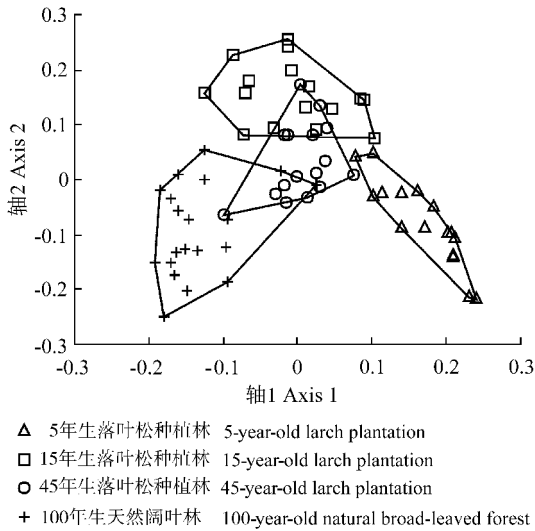 0.3
0.2
0.1
0
-0.1
-0.2
-0.3
轴2 Axis 2
-0.3 -0.2 -0.1 0 0.1 0.2 0.3
轴1 Axis 1
5年生落叶松种植林 5-year-old larch plantation
15年生落叶松种植林 15-year-old larch plantation
45年生落叶松种植林 45-year-old larch plantation
100年生天然阔叶林 100-year-old natural broad-leaved forest